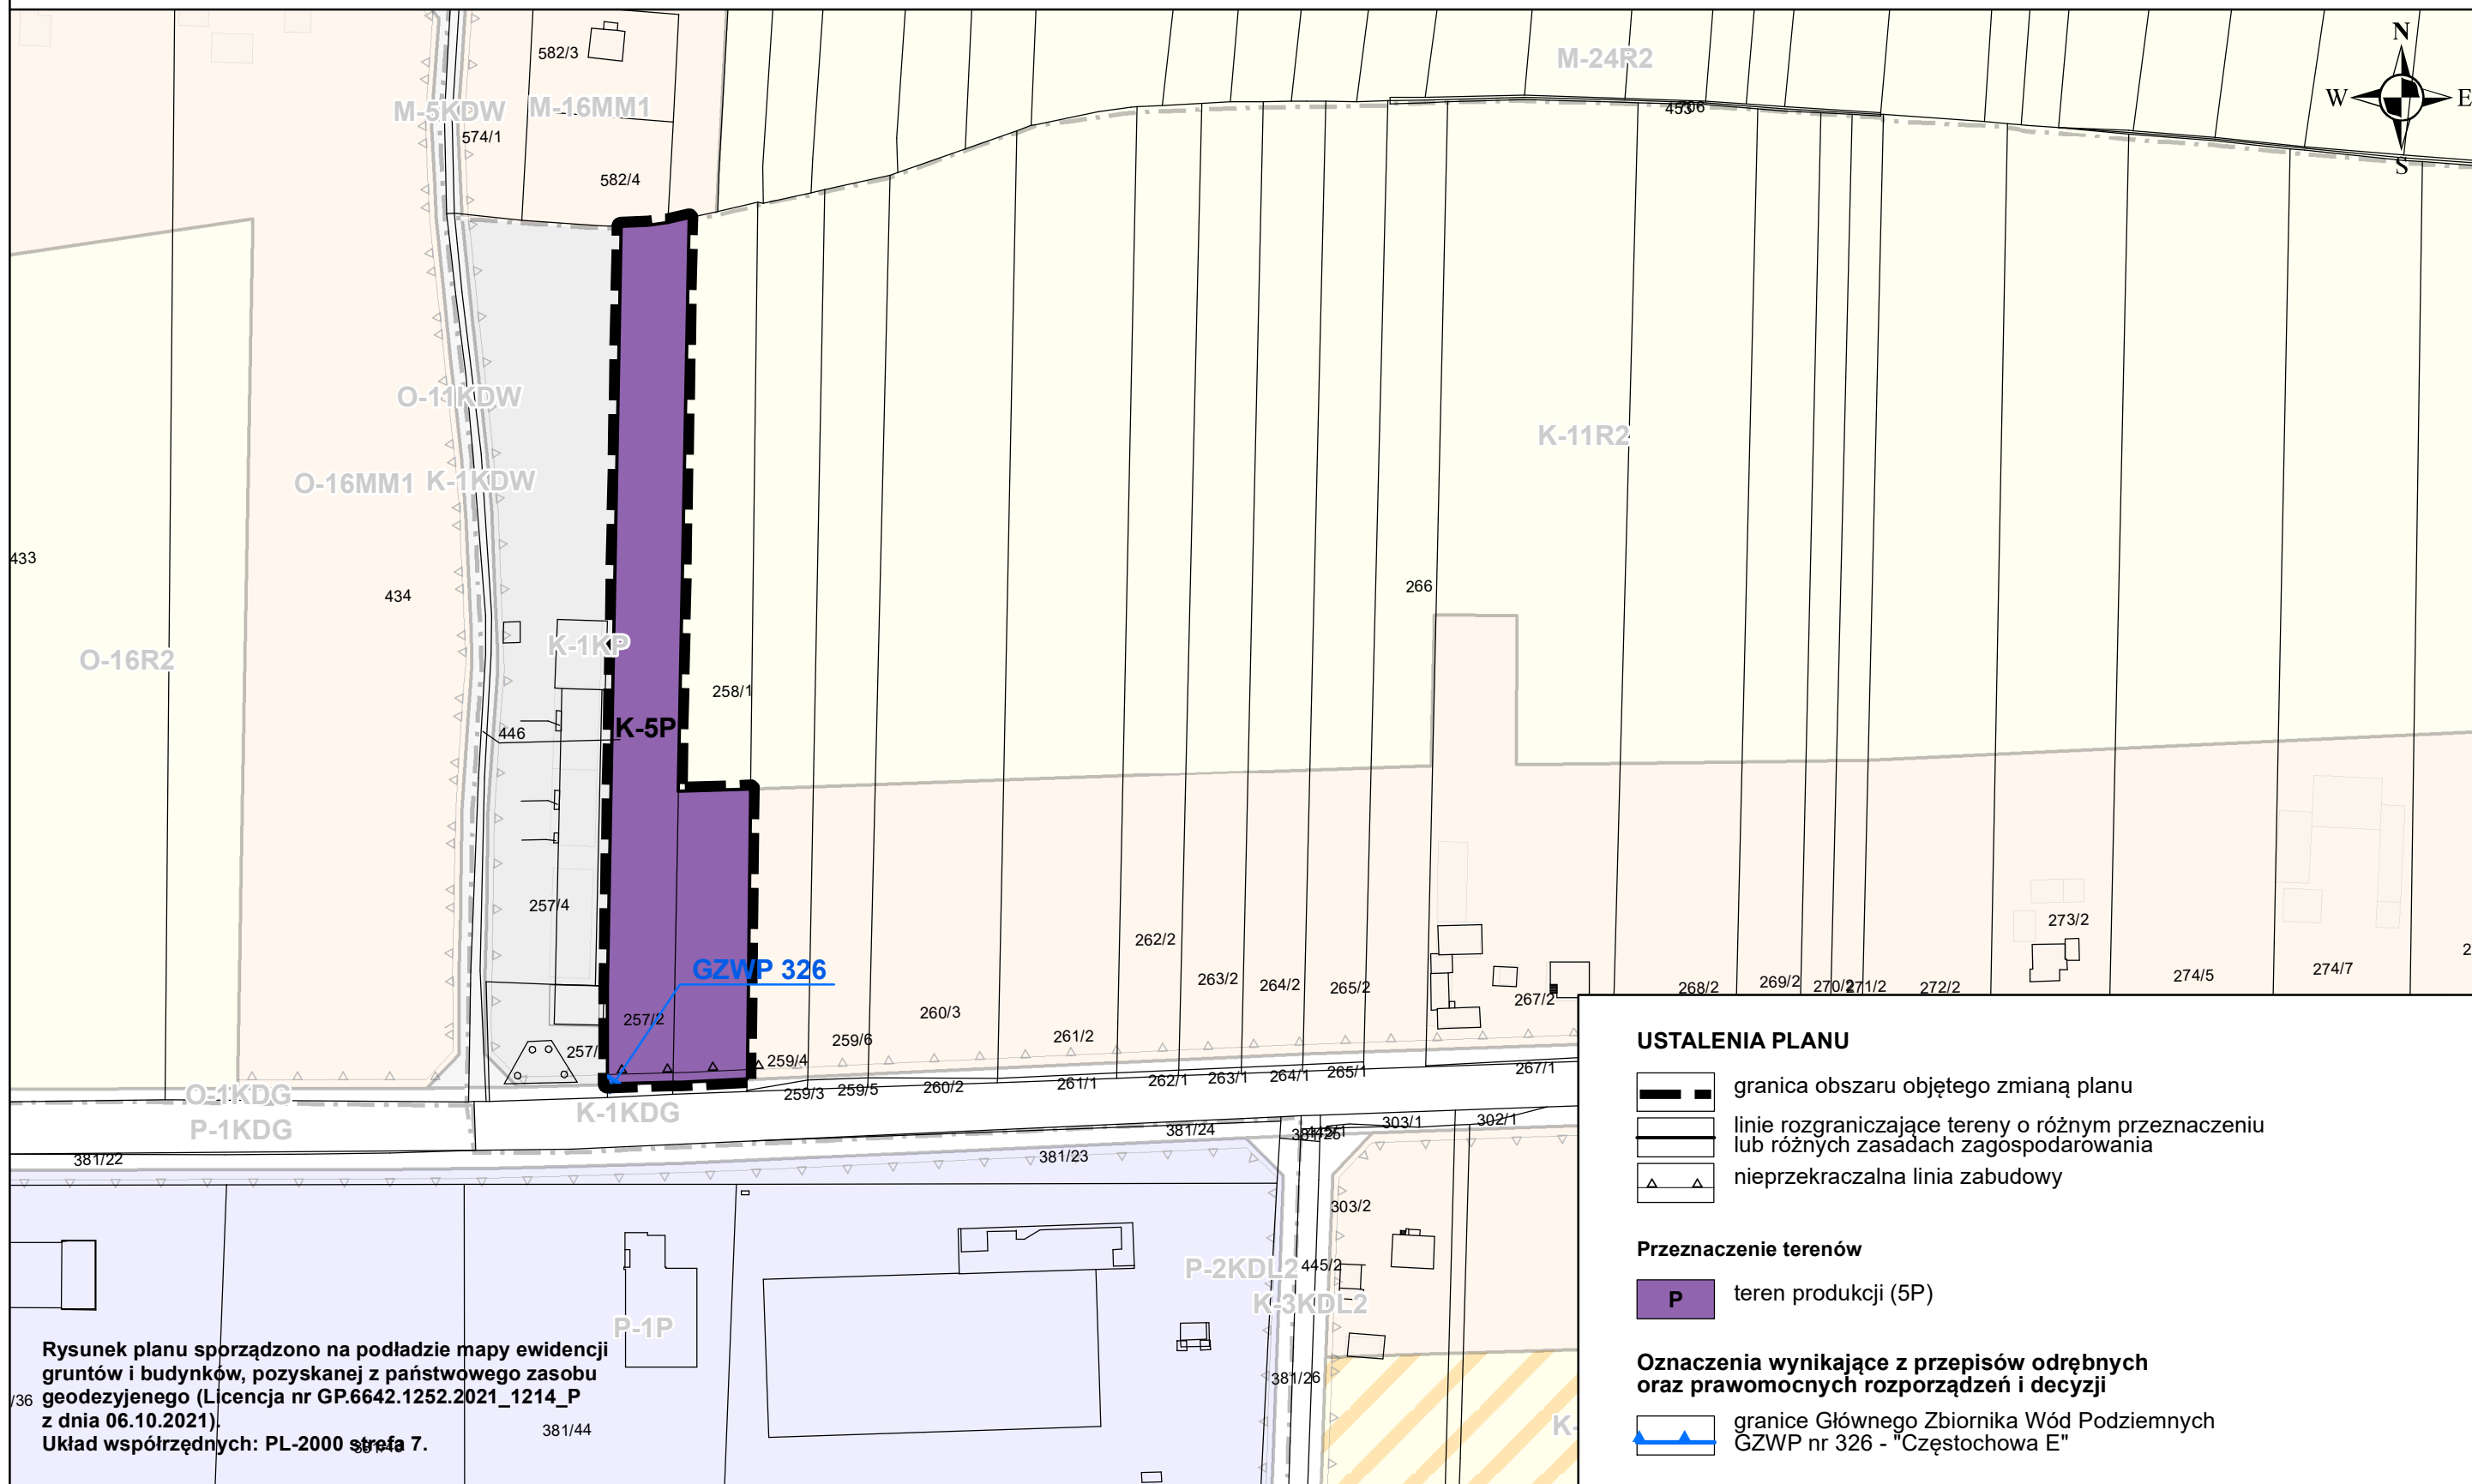 N
W
E
S
582/3
M-24R2
M-5KDW
M-16MM1
574/1
582/4
O-11KDW
K-11R2
O-16MM1
K-1KDW
433
434
266
O-16R2
K-1KP
258/1
K-5P
446
257/4
273/2
262/2
GZWP 326
263/2
264/2
265/2
268/2
269/2
270/2
271/2
272/2
274/5
274/7
267/2
260/3
257/2
259/6
261/2
259/4
O-1KDG
P-1KDG
K-1KDG
259/3
259/5
260/2
261/1
262/1
263/1
264/1
265/1
267/1
381/22
381/24
303/1
302/1
381/23
303/2
P-2KDL2
445/2
K-3KDL2
P-1P
381/26
381/44
/36
Rysunek planu sporządzono na podładzie mapy ewidencji
gruntów i budynków, pozyskanej z państwowego zasobu
geodezyjenego (Licencja nr GP.6642.1252.2021_1214_P
z dnia 06.10.2021).
Układ współrzędnych: PL-2000 strefa 7.
USTALENIA PLANU
granica obszaru objętego zmianą planu
linie rozgraniczające tereny o różnym przeznaczeniu
lub różnych zasadach zagospodarowania
nieprzekraczalna linia zabudowy
Przeznaczenie terenów
P
teren produkcji (5P)
Oznaczenia wynikające z przepisów odrębnych
oraz prawomocnych rozporządzeń i decyzji
granice Głównego Zbiornika Wód Podziemnych
GZWP nr 326 - "Częstochowa E"